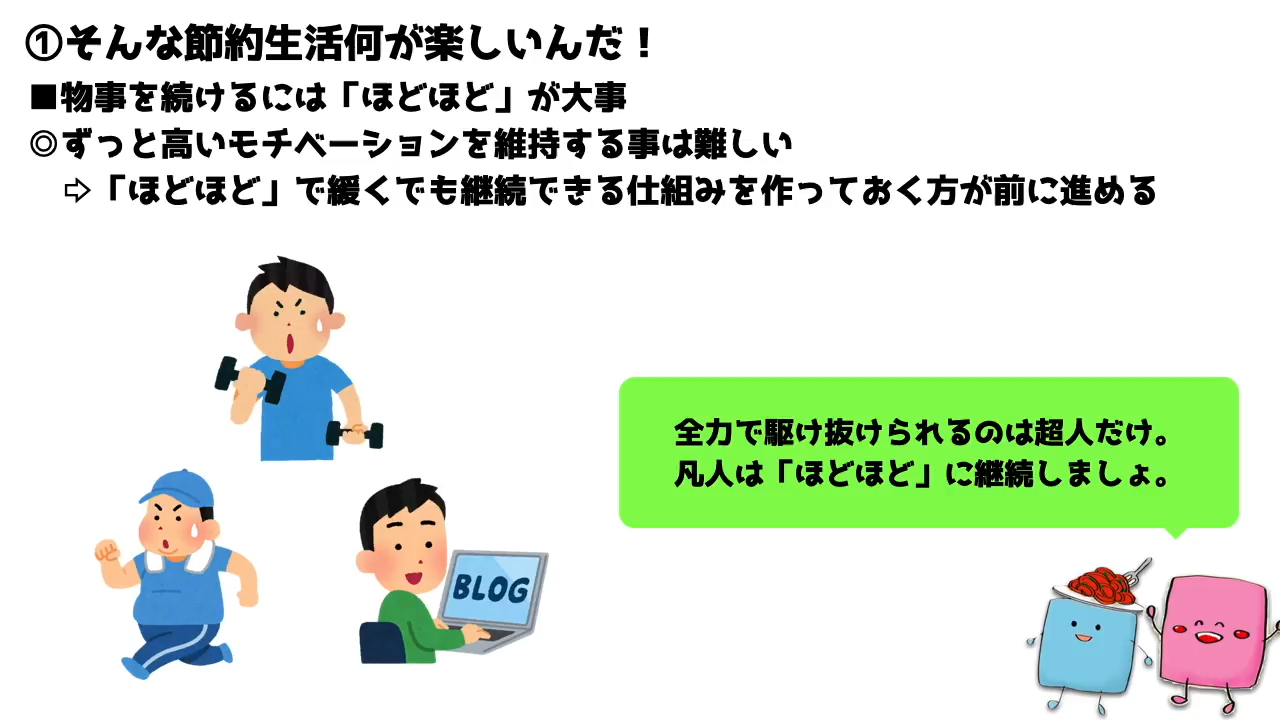 ①そんな節約生活何が楽しいんだ！
■物事を続けるには「ほどほど」が大事
◎ずっと高いモチベーションを維持する事は難しい
⇨「ほどほど」で緩くでも継続できる仕組みを作っておく方が前に進める
全力で駆け抜けられるのは超人だけ。
凡人は「ほどほど」に継続しましょ。
BLOG